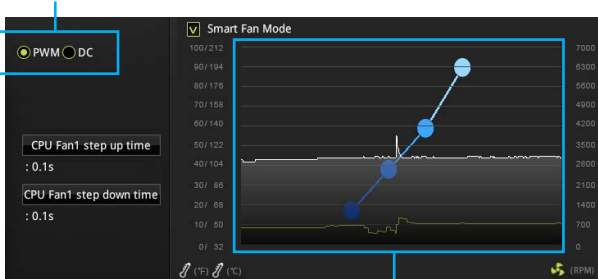 Smart Fan Mode
PWM DC
CPU Fan1 step up time
: 0.1s
CPU Fan1 step down time
: 0.1s
100/212
90/194
80/176
70/158
60/140
50/122
40/104
30/ 86
20/ 68
10/ 50
0/ 32
7000
6300
5600
4900
4200
3500
2800
2100
1400
700
0
(°F) (°C)
(RPM)